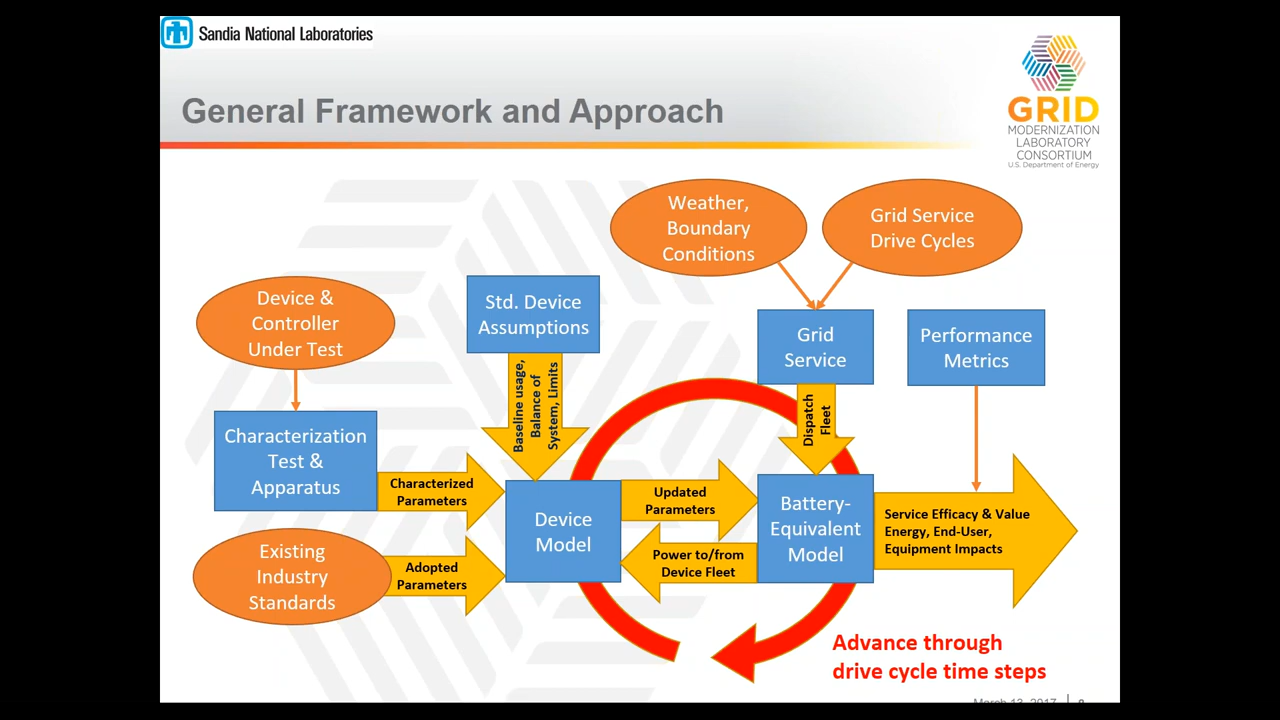 Sandia National Laboratories
General Framework and Approach
GRID
MODERNIZATION
LABORATORY
CONSORTIUM
U.S. Department of Energy
Weather,
Boundary
Conditions
Grid Service
Drive Cycles
Device &
Controller
Under Test
Std. Device
Assumptions
Grid
Service
Performance
Metrics
Baseline usage,
Balance of
System, Limits
Dispatch
Fleet
Characterization
Test &
Apparatus
Characterized
Parameters
Updated
Parameters
Device
Model
Battery-
Equivalent
Model
Service Efficacy & Value
Energy, End-User,
Equipment Impacts
Existing
Industry
Standards
Adopted
Parameters
Power to/from
Device Fleet
Advance through
drive cycle time steps
March 13, 2017